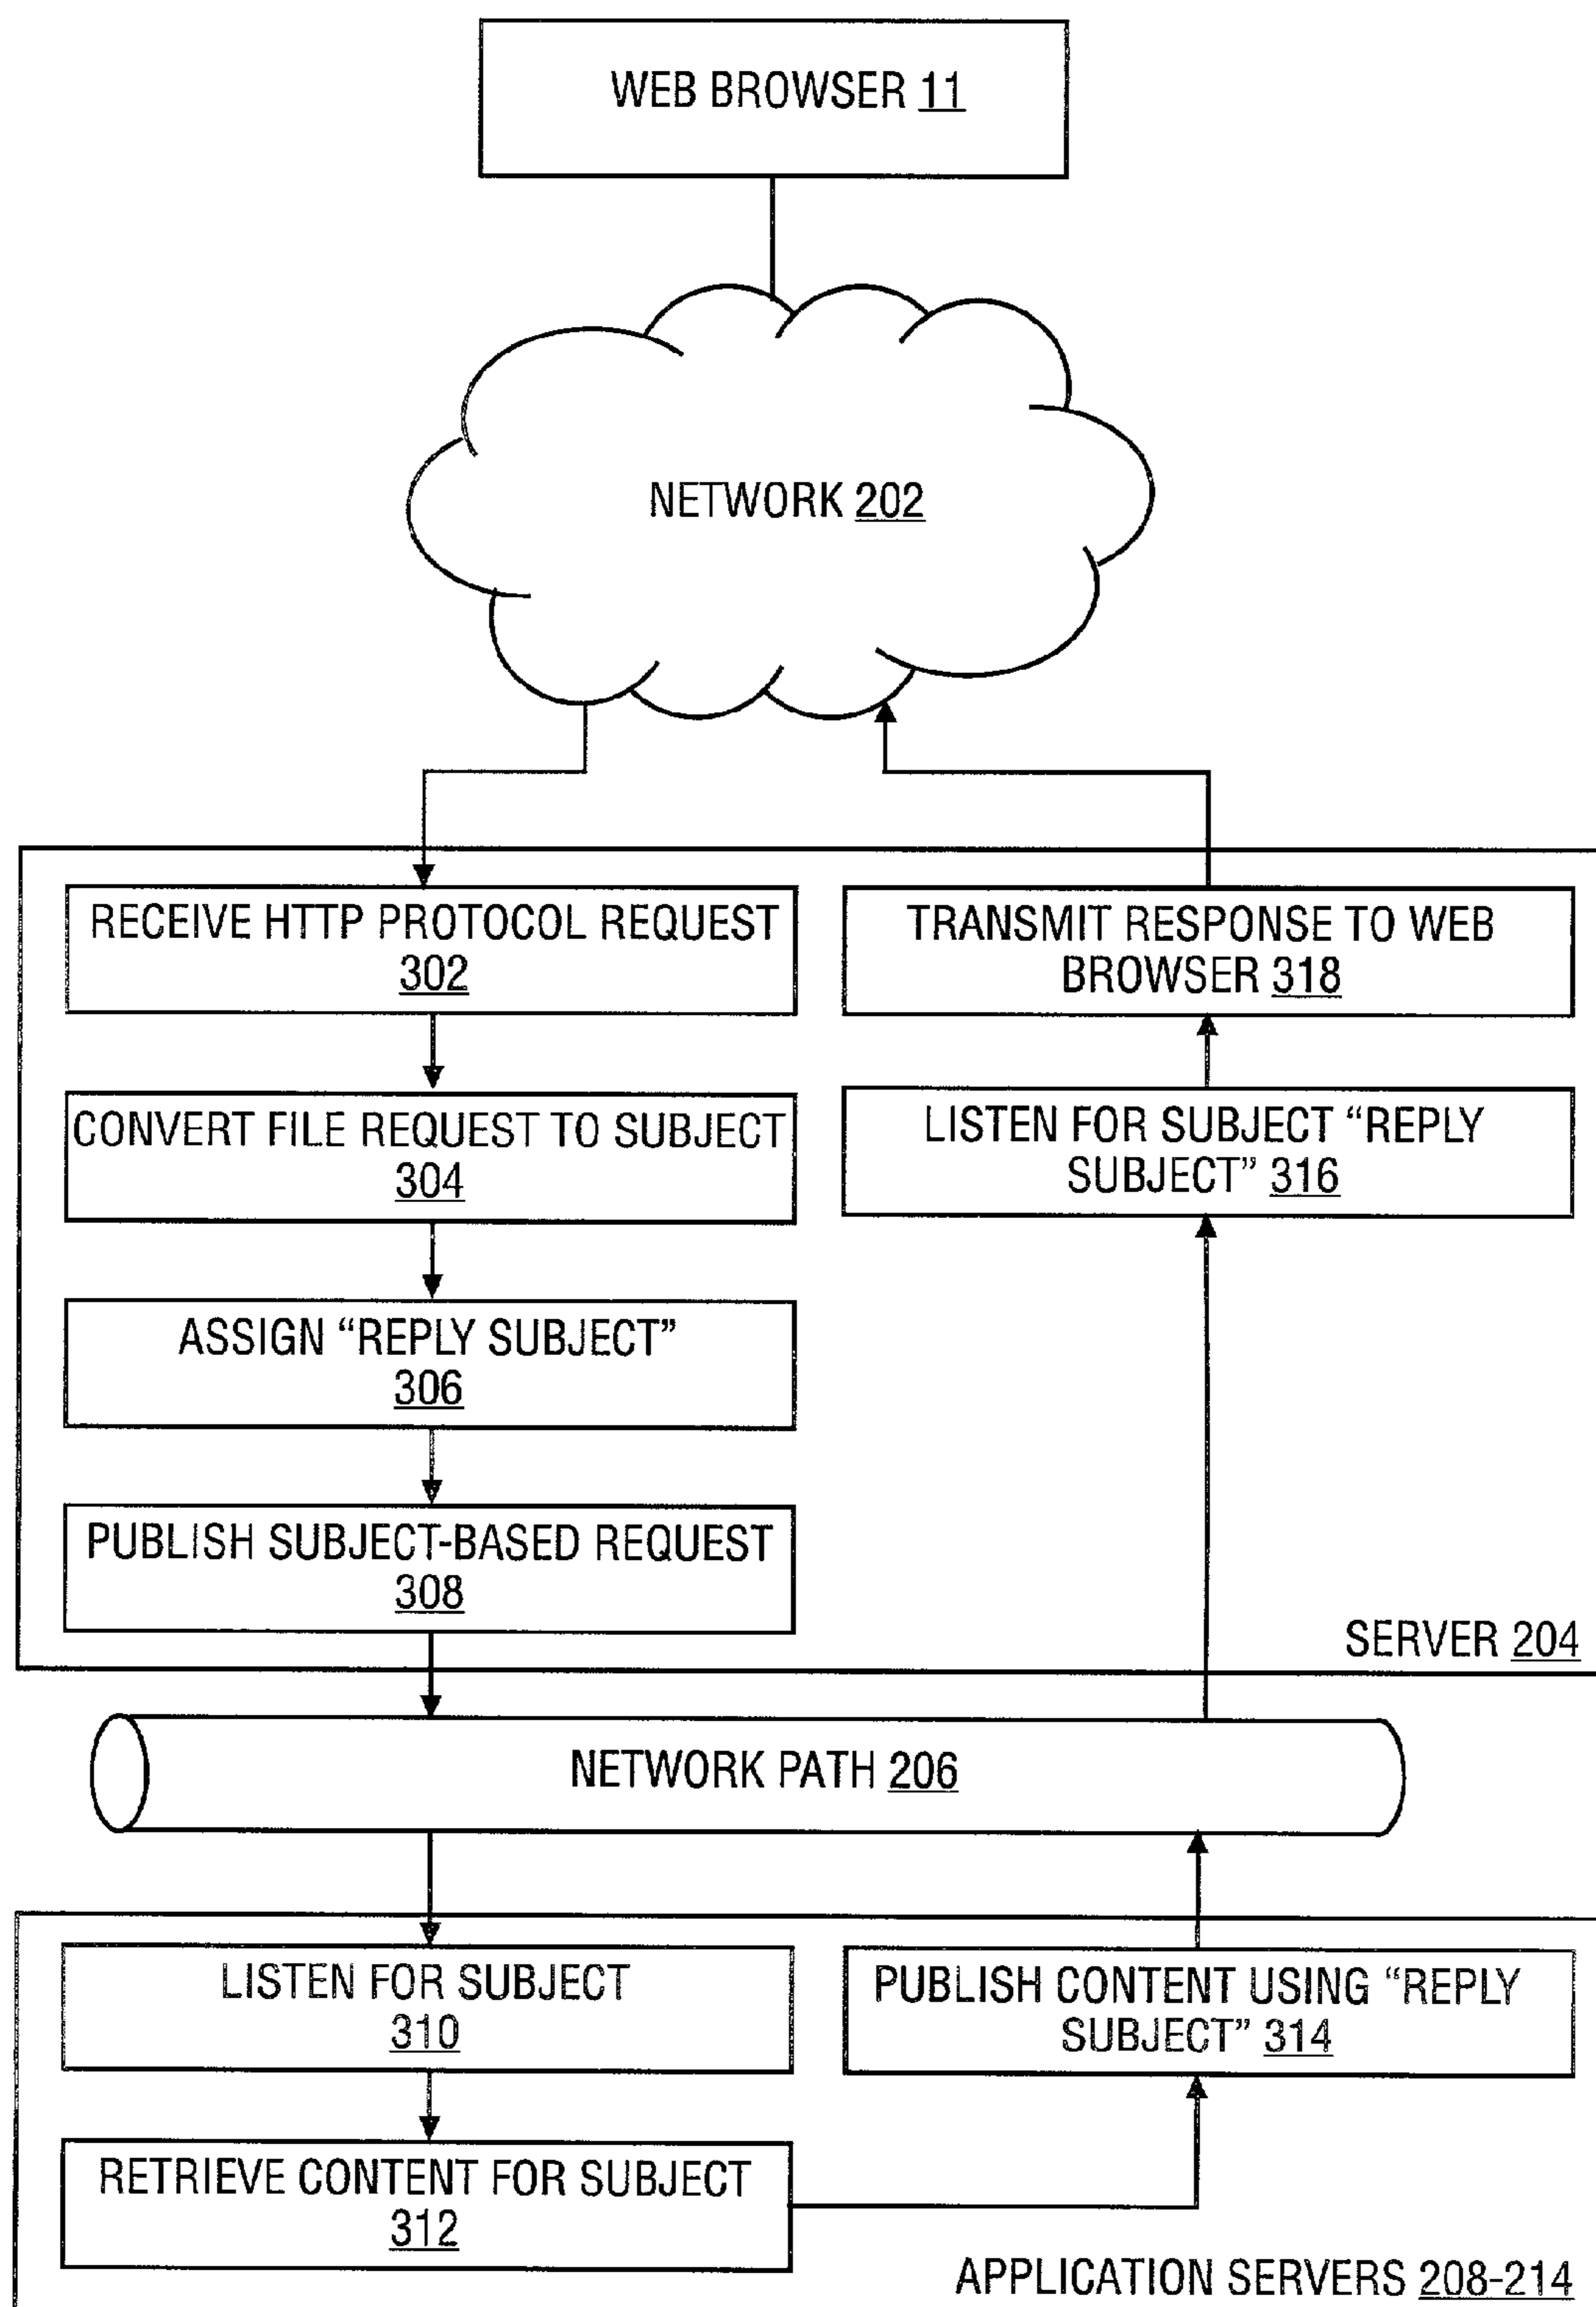 WEB BROWSER 11
NETWORK 202
RECEIVE HTTP PROTOCOL REQUEST
302
CONVERT FILE REQUEST TO SUBJECT
304
ASSIGN “REPLY SUBJECT”
306
PUBLISH SUBJECT-BASED REQUEST
308
TRANSMIT RESPONSE TO WEB
BROWSER 318
LISTEN FOR SUBJECT “REPLY
SUBJECT” 316
SERVER 204
NETWORK PATH 206
LISTEN FOR SUBJECT
310
RETRIEVE CONTENT FOR SUBJECT
312
PUBLISH CONTENT USING “REPLY
SUBJECT” 314
APPLICATION SERVERS 208-214